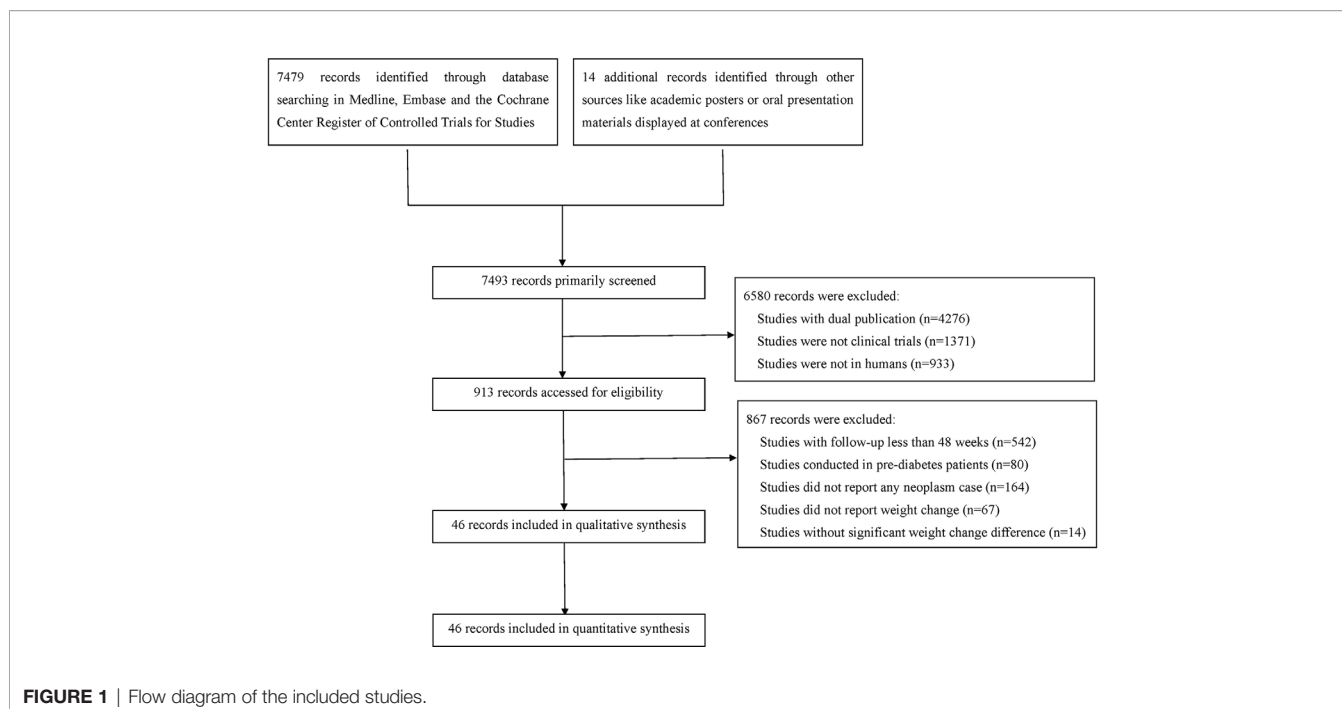 7479 records identified through database
searching in Medline, Embase and the Cochrane
Center Register of Controlled Trials for Studies
14 additional records identified through other
sources like academic posters or oral presentation
materials displayed at conferences
7493 records primarily screened
6580 records were excluded:
Studies with dual publication (n=4276)
Studies were not clinical trials (n=1371)
Studies were not in humans (n=933)
913 records accessed for eligibility
867 records were excluded:
Studies with follow-up less than 48 weeks (n=542)
Studies conducted in pre-diabetes patients (n=80)
Studies did not report any neoplasm case (n=164)
Studies did not report weight change (n=67)
Studies without significant weight change difference (n=14)
46 records included in qualitative synthesis
46 records included in quantitative synthesis
FIGURE 1 | Flow diagram of the included studies.